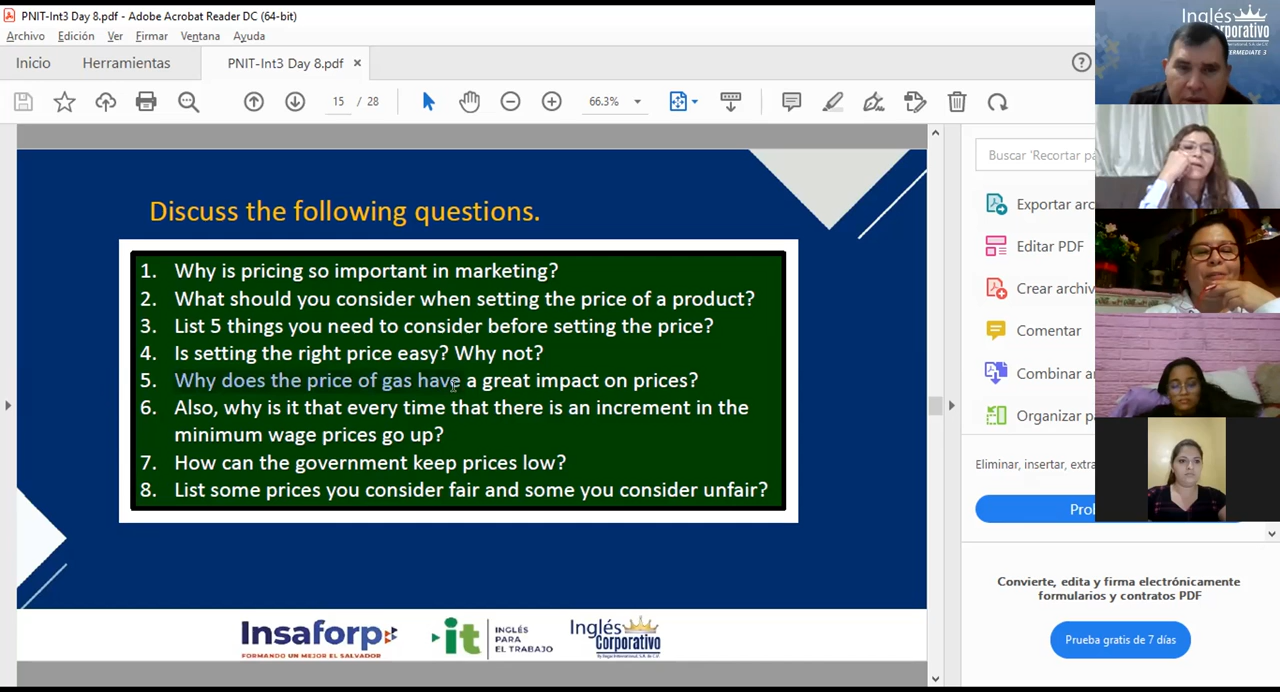 PNIT-Int3 Day 8.pdf - Adobe Acrobat Reader DC (64-bit)
Archivo Edición Ver Firmar Ventana Ayuda
Inicio Herramientas PNIT-Int3 Day 8.pdf ×
15 / 28 66.3%
Discuss the following questions.
1. Why is pricing so important in marketing?
2. What should you consider when setting the price of a product?
3. List 5 things you need to consider before setting the price?
4. Is setting the right price easy? Why not?
5. Why does the price of gas have a great impact on prices?
6. Also, why is it that every time that there is an increment in the
minimum wage prices go up?
7. How can the government keep prices low?
8. List some prices you consider fair and some you consider unfair?
Insaforp
FORMANDO UN MEJOR EL SALVADOR
it
INGLÉS
PARA
EL TRABAJO
Inglés
Corporativo
Buscar 'Recortar pá
Exportar arc
Editar PDF
Crear archiv
Comentar
Combinar a
Organizar p
Eliminar, insertar, extra
Convierte, edita y firma electrónicamente
formularios y contratos PDF
Prueba gratis de 7 días
Inglés
orporativo
TERMEDIATE 3